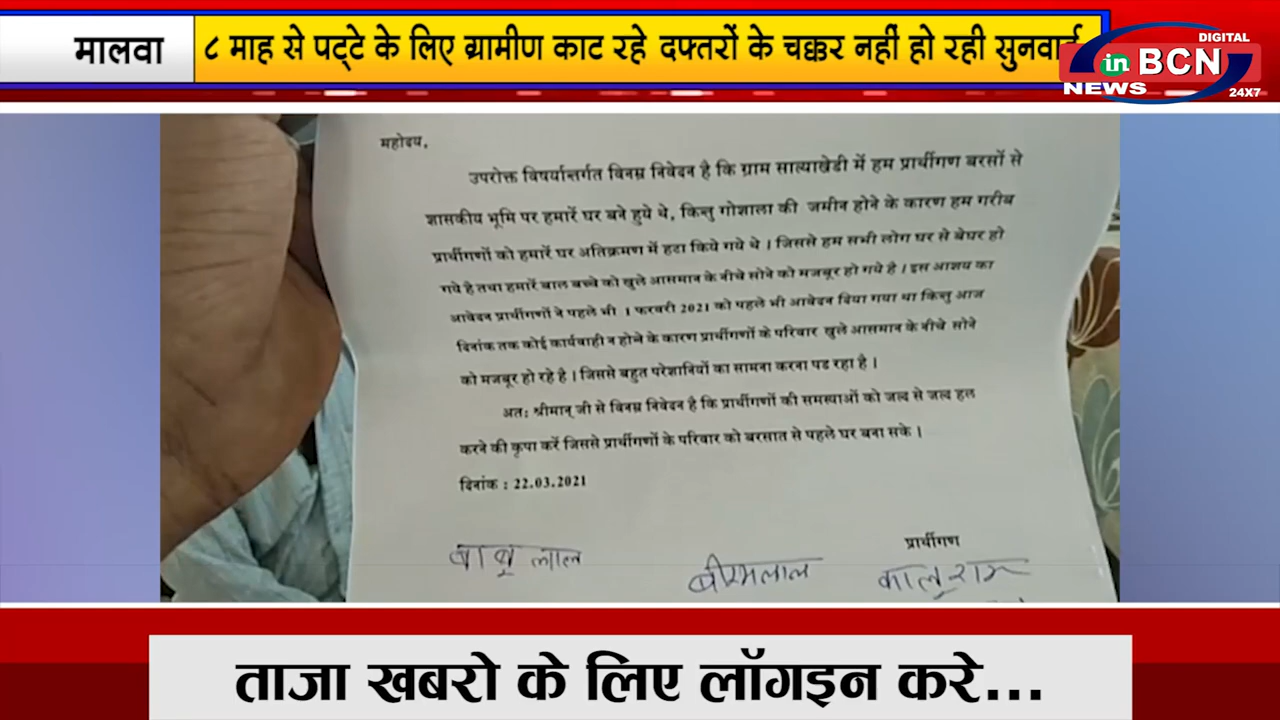 मालवा
८ माह से पट्टे के लिए ग्रामीण काट रहे दफ्तरों के चक्कर नहीं हो रही सुनवाई
DIGITAL
in BCN
NEWS 24X7
महोदय,
उपरोक्त विषर्यान्तर्गत विनम्र निवेदन है कि ग्राम साल्याखेडी में हम प्रार्थीगण बरसों से
शासकीय भूमि पर हमारें घर बने हुये थे, किन्तु गोशाला की जमीन होने के कारण हम गरीब
प्रार्थीगणों को हमारें घर अतिक्रमण में हटा किये गये थे । जिससे हम सभी लोग घर से बेघर हो
गये है तथा हमारें बाल बच्चे को खुले आसमान के नीचे सोने को मजबूर हो गये है । इस आशय का
आवेदन प्रार्थीगणों ने पहले भी 1 फरवरी 2021 को पहले भी आवेदन दिया गया था किन्तु आज
दिनांक तक कोई कार्यवाही न होने के कारण प्रार्थीगणों के परिवार खुले आसमान के नीचे सोने
को मजबूर हो रहे है । जिससे बहुत परेशानियों का सामना करना पड रहा है ।
अत: श्रीमान् जी से विनम्र निवेदन है कि प्रार्थीगणों की समस्याओं को जल्द से जल्द हल
करने की कृपा करें जिससे प्रार्थीगणों के परिवार को बरसात से पहले घर बना सके ।
दिनांक : 22.03.2021
प्रार्थीगण
बाबू लाल
कालूराम
ताजा खबरो के लिए लॉगइन करे...